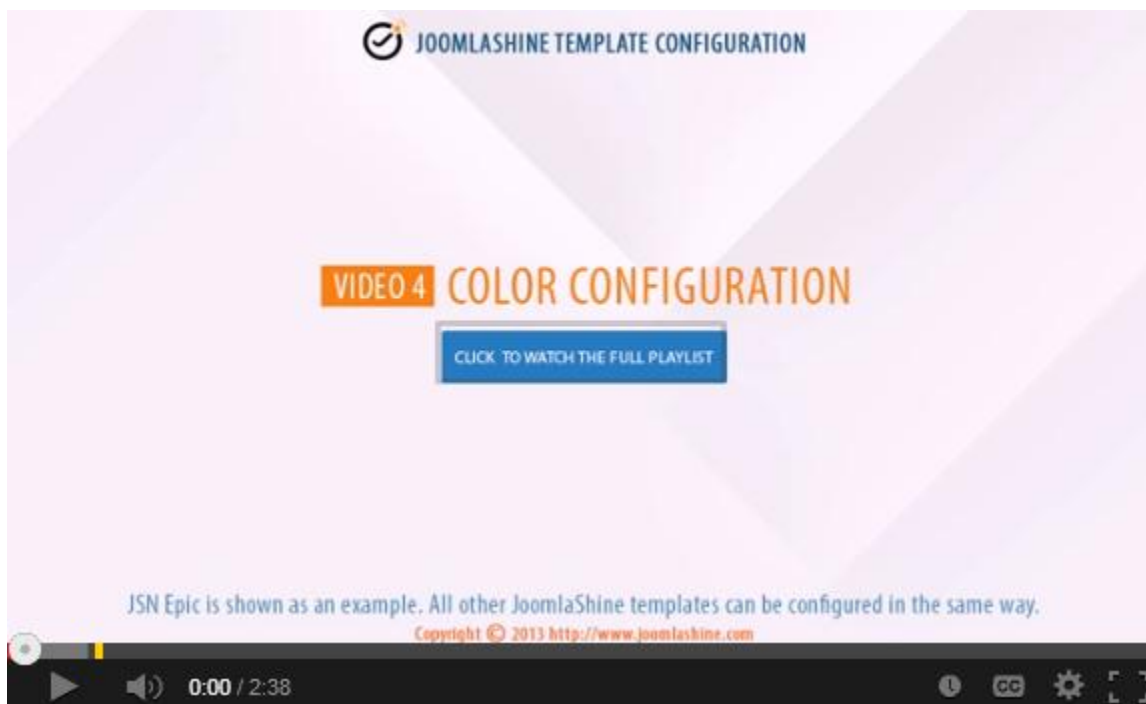 JOOMLASHINE TEMPLATE CONFIGURATION
VIDEO 4 COLOR CONFIGURATION
CLICK TO WATCH THE FULL PLAYLIST
JSN Epic is shown as an example. All other JoomlaShine templates can be configured in the same way.
Copyright © 2013 http://www.joomlashine.com
0:00 / 2:38
CC